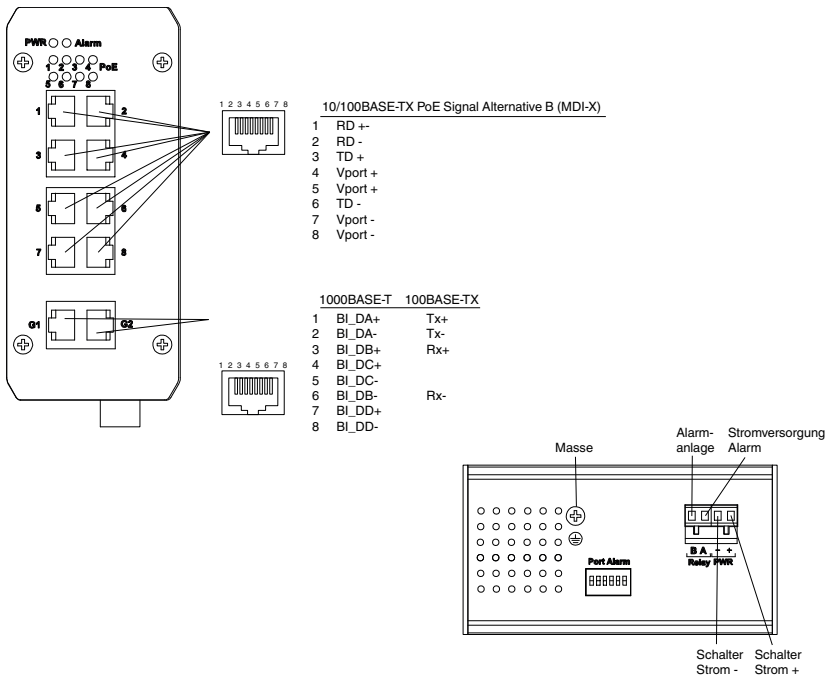 PWR Alarm
1 2 3 4 PoE
5 6 7 8
1 2
3 4
5 6
7 8
G1 G2
1 2 3 4 5 6 7 8
10/100BASE-TX PoE Signal Alternative B (MDI-X)
1 RD +-
2 RD -
3 TD +
4 Vport +
5 Vport +
6 TD -
7 Vport -
8 Vport -
1 2 3 4 5 6 7 8
1000BASE-T 100BASE-TX
1 BI_DA+ Tx+
2 BI_DA- Tx-
3 BI_DB+ Rx+
4 BI_DC+
5 BI_DC-
6 BI_DB- Rx-
7 BI_DD+
8 BI_DD-
Masse
Alarm-
anlage
Stromversorgung
Alarm
B A - +
Relay PWR
Port Alarm
Schalter
Strom -
Schalter
Strom +